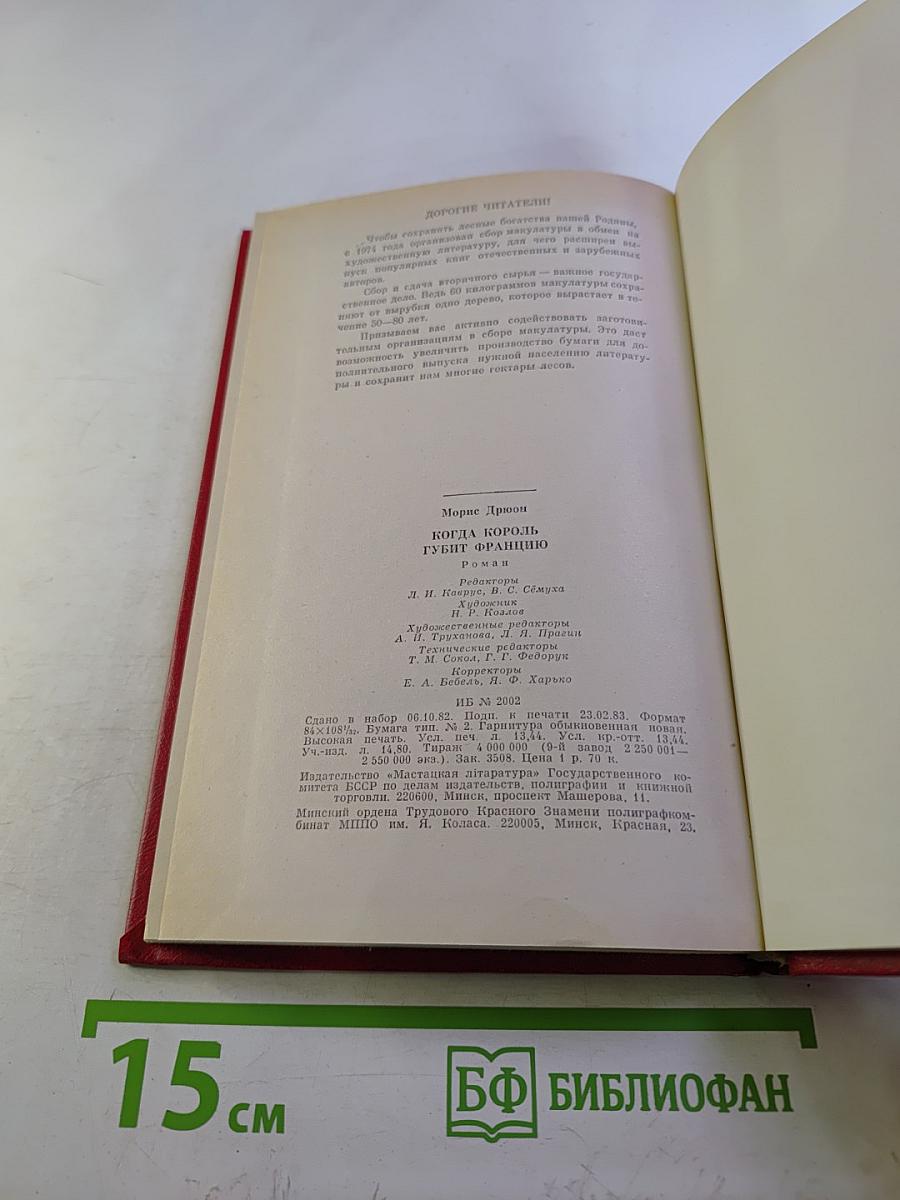 ДОРОГИЕ ЧИТАТЕЛИ!
Чтобы сохранить лесные богатства нашей Родины,
с 1974 года организован сбор макулатуры в обмен на
художественную литературу, для чего расширен вы-
пуск популярных книг отечественных и зарубежных
авторов.
Сбор и сдача вторичного сырья — важное государ-
ственное дело. Ведь 60 килограммов макулатуры сохра-
няют от вырубки одно дерево, которое вырастает в те-
чение 50—80 лет.
Призываем вас активно содействовать заготови-
тельным организациям в сборе макулатуры. Это даст
возможность увеличить производство бумаги для до-
полнительного выпуска нужной населению литерату-
ры и сохранит нам многие гектары лесов.
Морис Дрюон
КОГДА КОРОЛЬ
ГУБИТ ФРАНЦИЮ
Роман
Редакторы
Л. И. Каврус, В. С. Сёмуха
Художник
Н. Р. Козлов
Художественные редакторы
А. И. Труханова, Л. Я. Прагин
Технические редакторы
Т. М. Сокол, Г. Г. Федорук
Корректоры
Е. А. Бебель, Я. Ф. Харько
ИБ № 2002
Сдано в набор 06.10.82. Подп. к печати 23.02.83. Формат
84×108¹/₃₂. Бумага тип. № 2. Гарнитура обыкновенная новая.
Высокая печать. Усл. печ. л. 13,44. Усл. кр.-отт. 13,44.
Уч.-изд. л. 14,80. Тираж 4 000 000 (9-й завод 2 250 001—
2 550 000 экз.). Зак. 3508. Цена 1 р. 70 к.
Издательство «Мастацкая літаратура» Государственного ко-
митета БССР по делам издательств, полиграфии и книжной
торговли. 220600, Минск, проспект Машерова, 11.
Минский ордена Трудового Красного Знамени полиграфком-
бинат МППО им. Я. Коласа. 220005, Минск, Красная, 23.
15 см
БФ БИБЛИОФАН